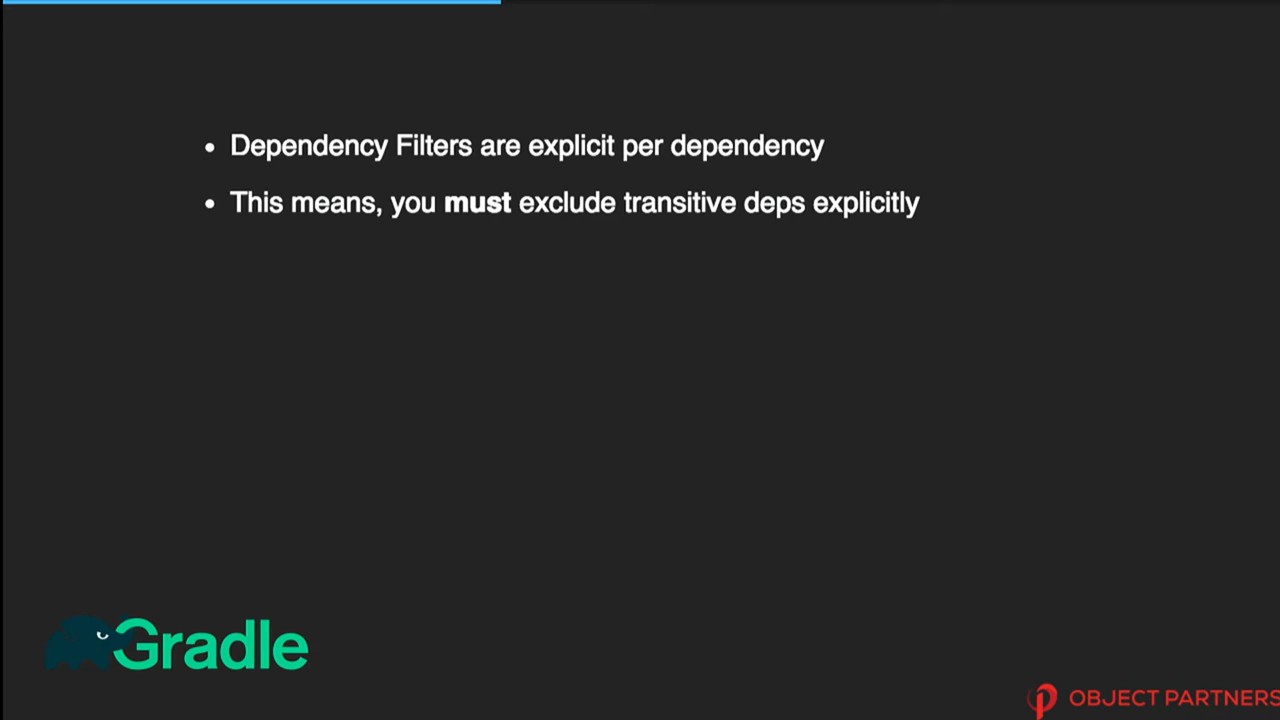 Dependency Filters are explicit per dependency
This means, you must exclude transitive deps explicitly
Gradle
OBJECT PARTNERS